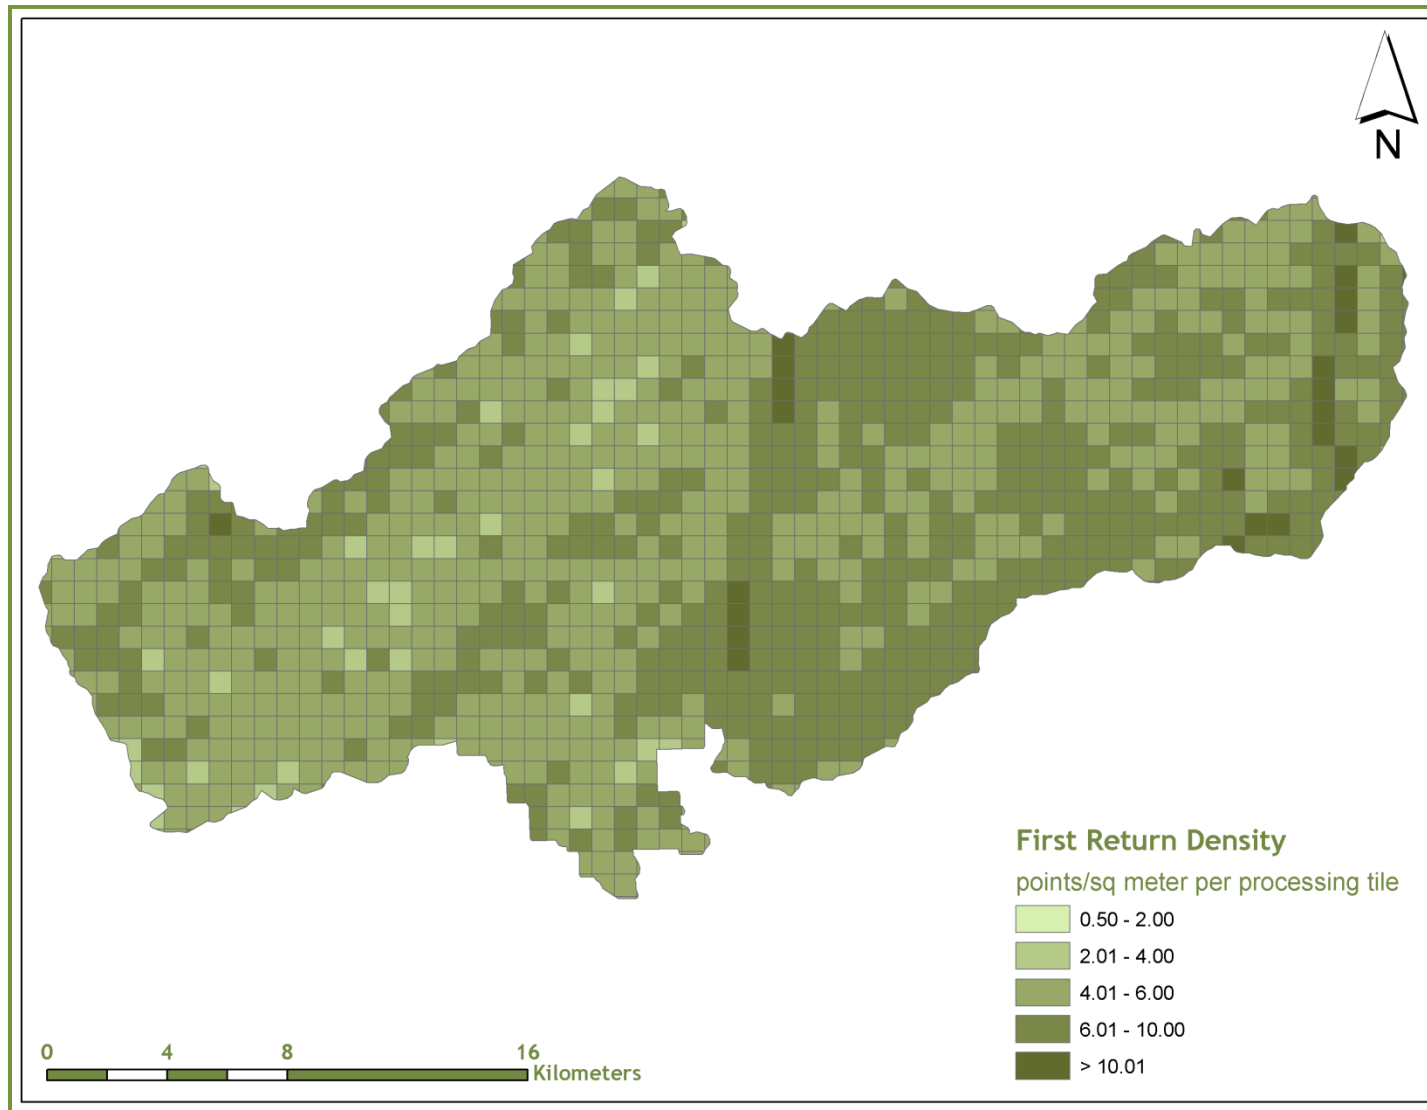 N
First Return Density
points/sq meter per processing tile
0.50 - 2.00
2.01 - 4.00
4.01 - 6.00
6.01 - 10.00
> 10.01
0 4 8 16
Kilometers